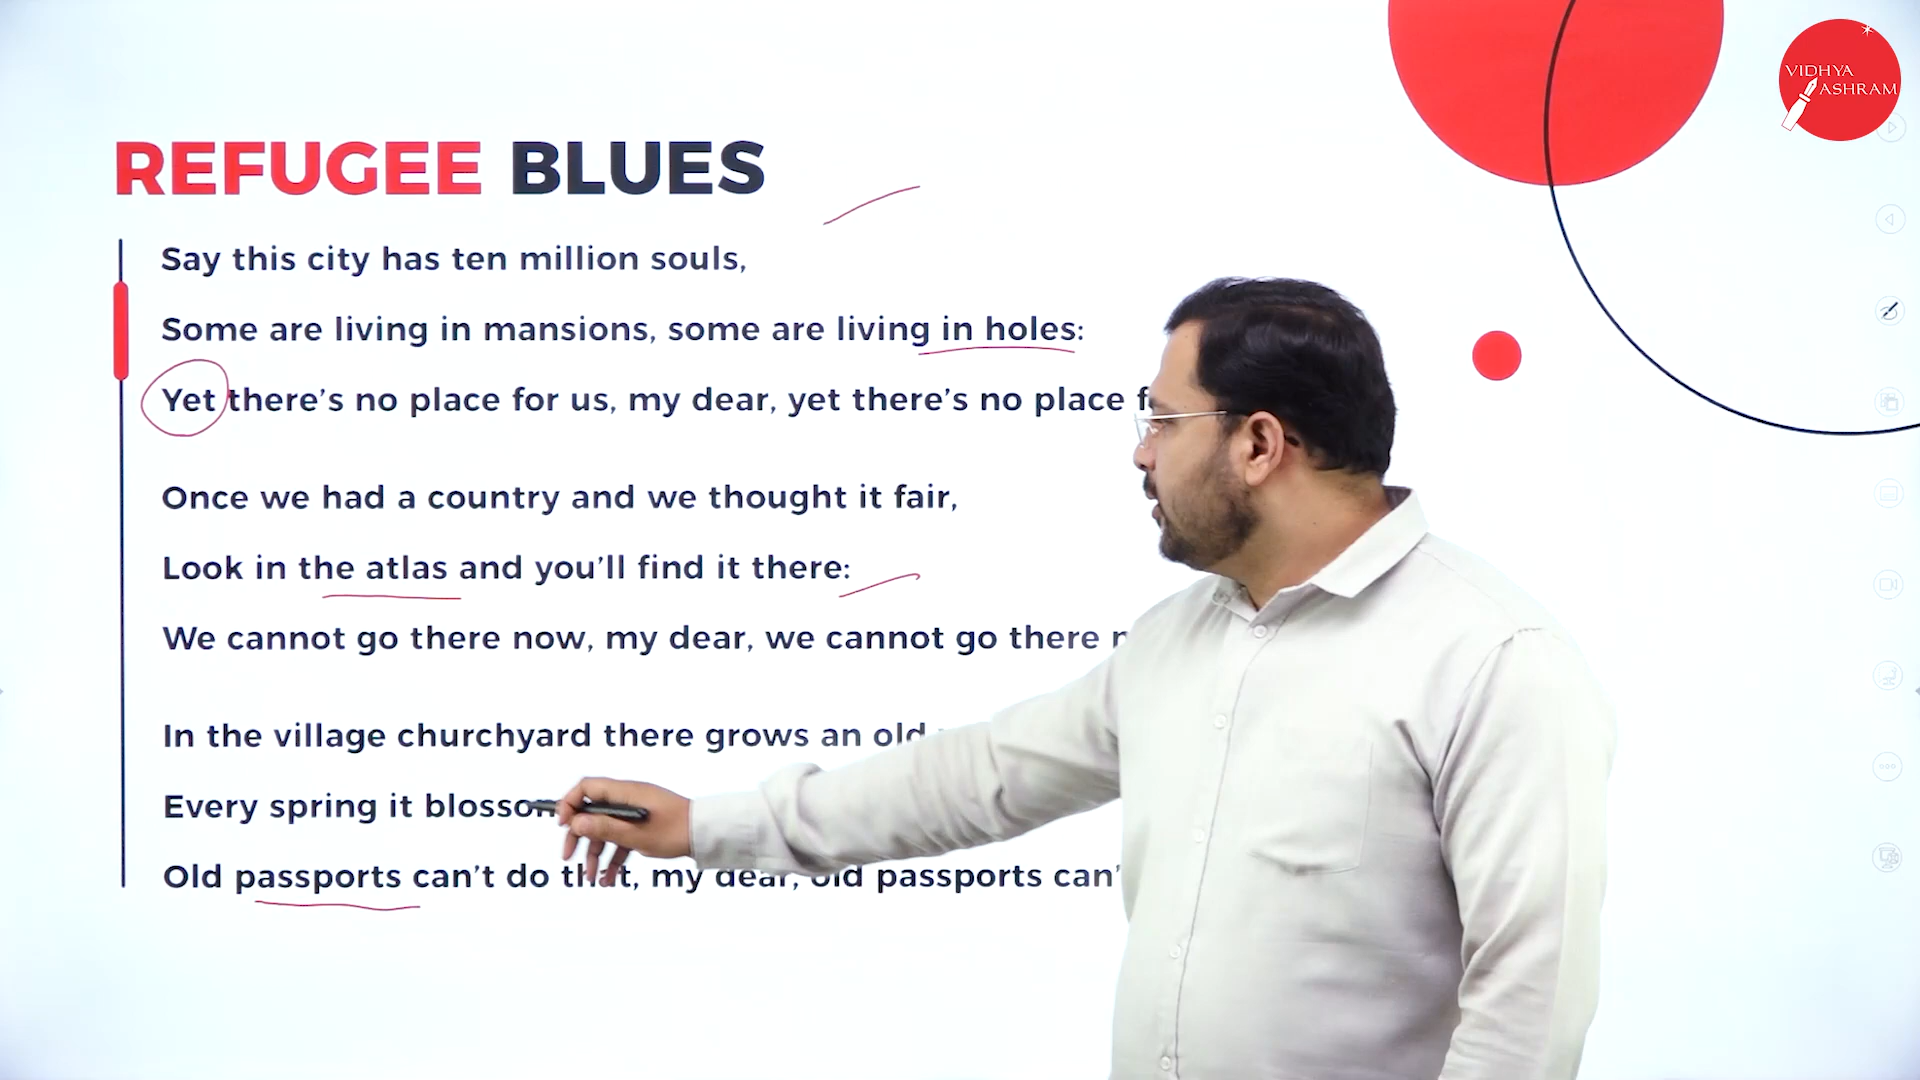 VIDHYA
ASHRAM
REFUGEE BLUES
Say this city has ten million souls,
Some are living in mansions, some are living in holes:
Yet there's no place for us, my dear, yet there's no place
Once we had a country and we thought it fair,
Look in the atlas and you'll find it there:
We cannot go there now, my dear, we cannot go there
In the village churchyard there grows an old
Every spring it
Old passports can't do that, my dear, old passports can'